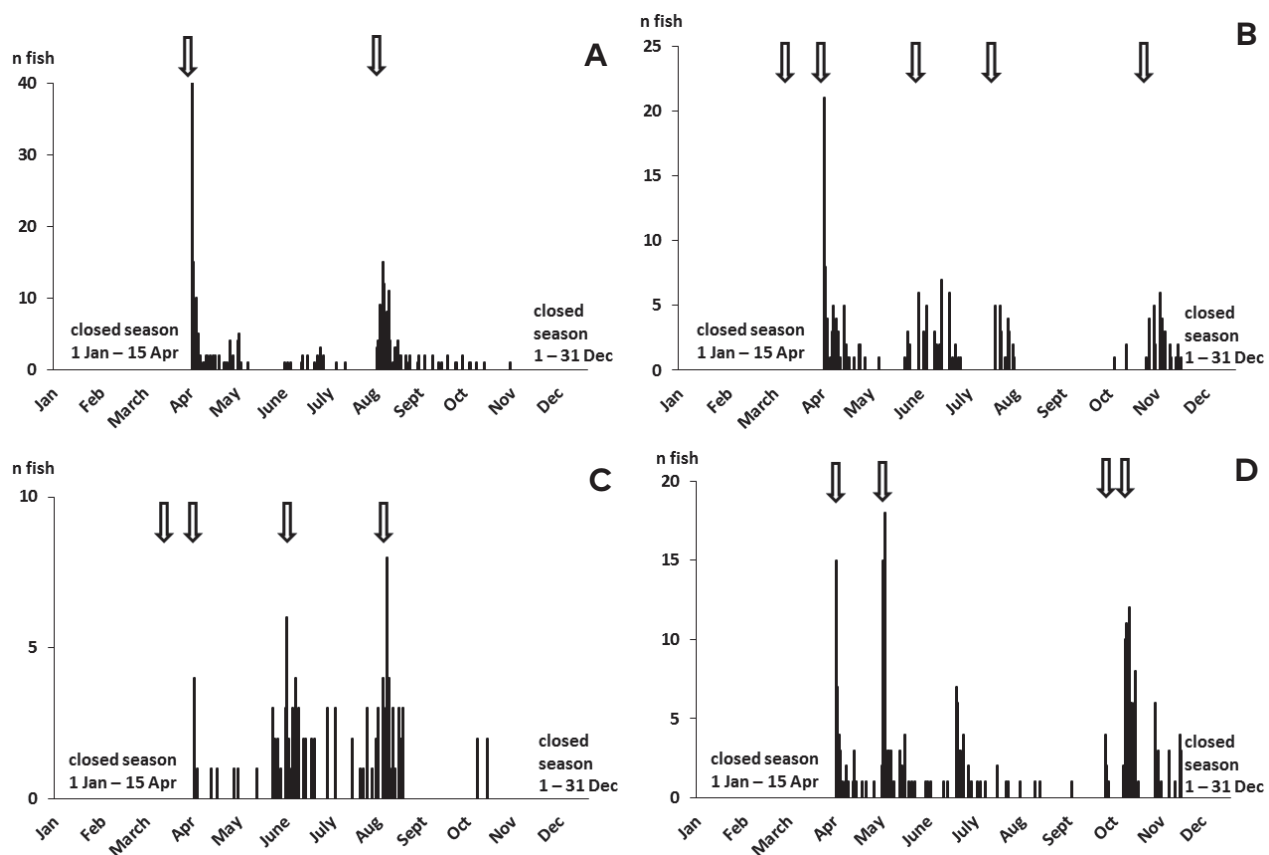 A
n fish
40
30
20
10
0
closed season
1 Jan – 15 Apr
closed
season
1 – 31 Dec
Jan
Feb
March
Apr
May
June
July
Aug
Sept
Oct
Nov
Dec
B
n fish
25
20
15
10
5
0
closed season
1 Jan – 15 Apr
closed
season
1 – 31 Dec
Jan
Feb
March
Apr
May
June
July
Aug
Sept
Oct
Nov
Dec
C
n fish
10
5
0
closed season
1 Jan – 15 Apr
closed
season
1 – 31 Dec
Jan
Feb
March
Apr
May
June
July
Aug
Sept
Oct
Nov
Dec
D
n fish
20
15
10
5
0
closed season
1 Jan – 15 Apr
closed
season
1 – 31 Dec
Jan
Feb
March
Apr
May
June
July
Aug
Sept
Oct
Nov
Dec